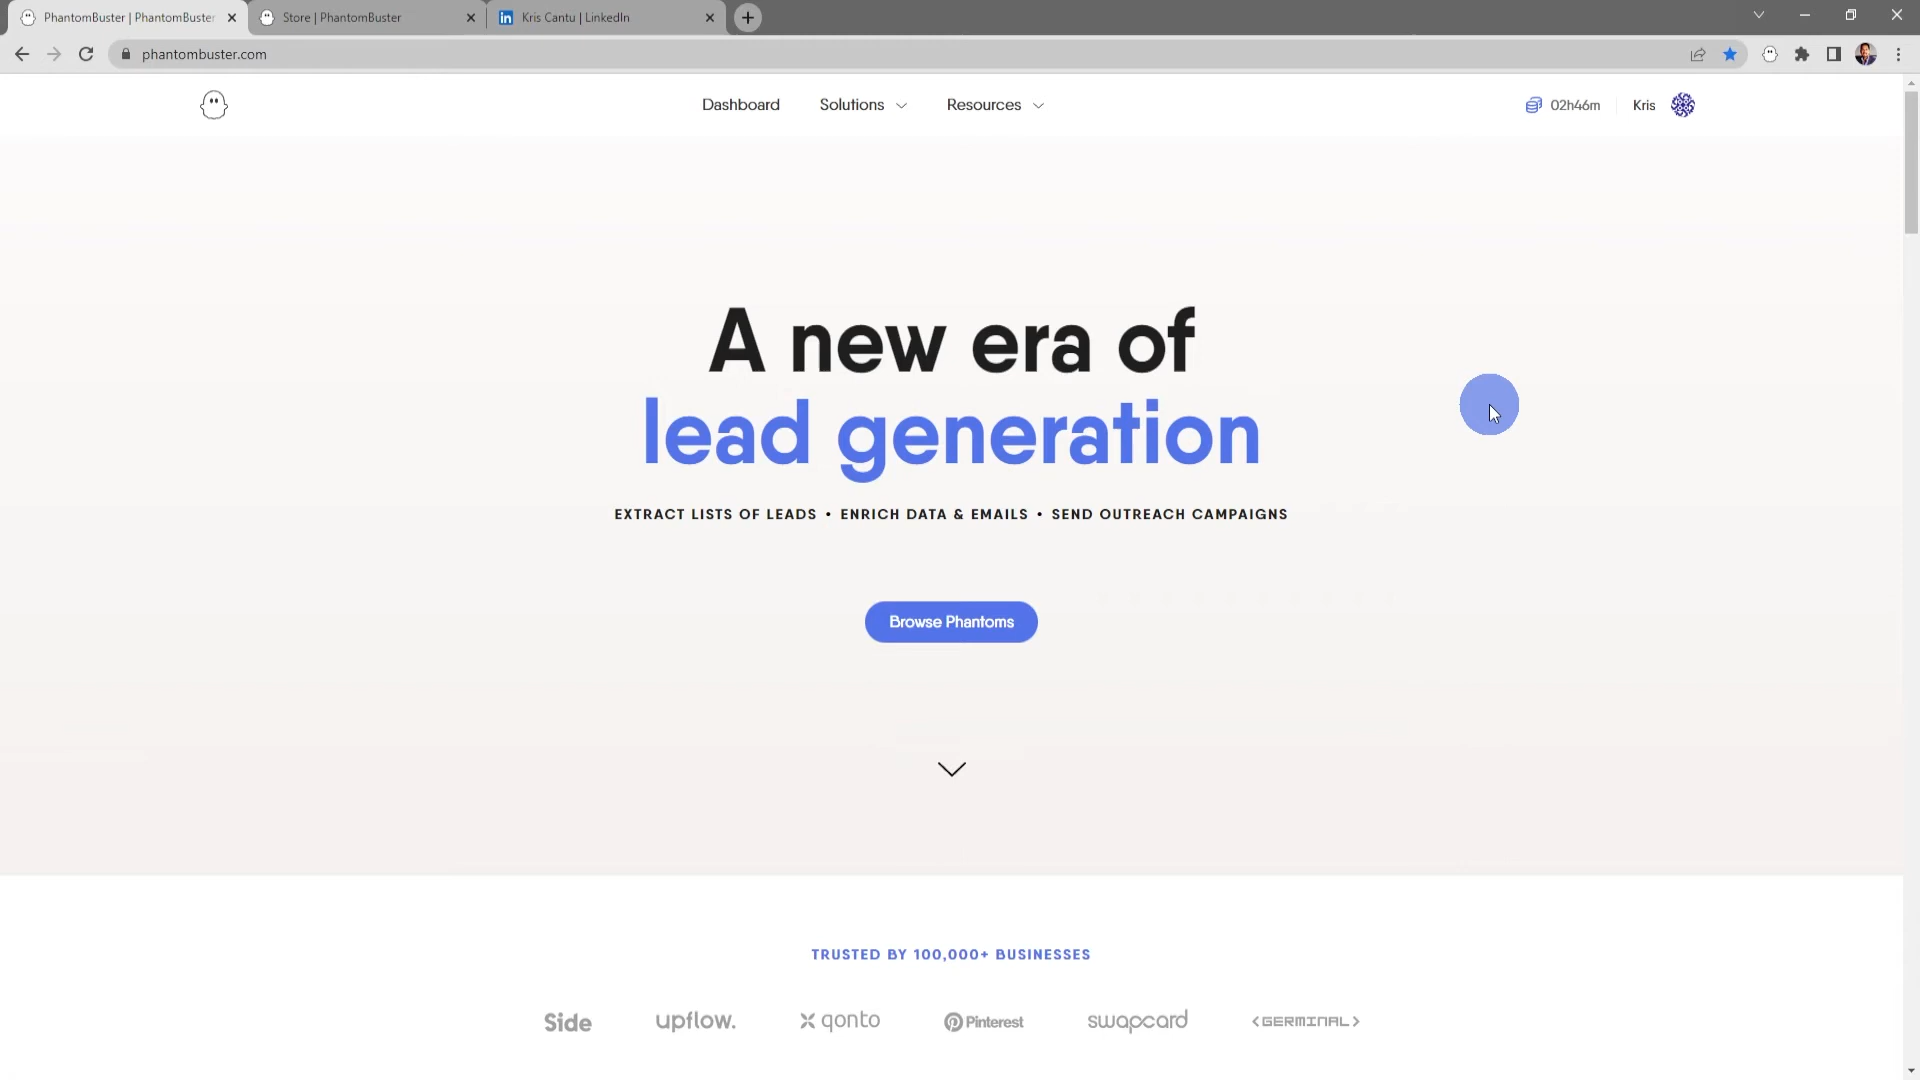 PhantomBuster | PhantomBuster
Store | PhantomBuster
Kris Cantu | LinkedIn
phantombuster.com
Dashboard
Solutions
Resources
02h46m
Kris
A new era of
lead generation
EXTRACT LISTS OF LEADS • ENRICH DATA & EMAILS • SEND OUTREACH CAMPAIGNS
Browse Phantoms
TRUSTED BY 100,000+ BUSINESSES
Side
upflow.
qonto
Pinterest
swapcard
<GERMINAL>